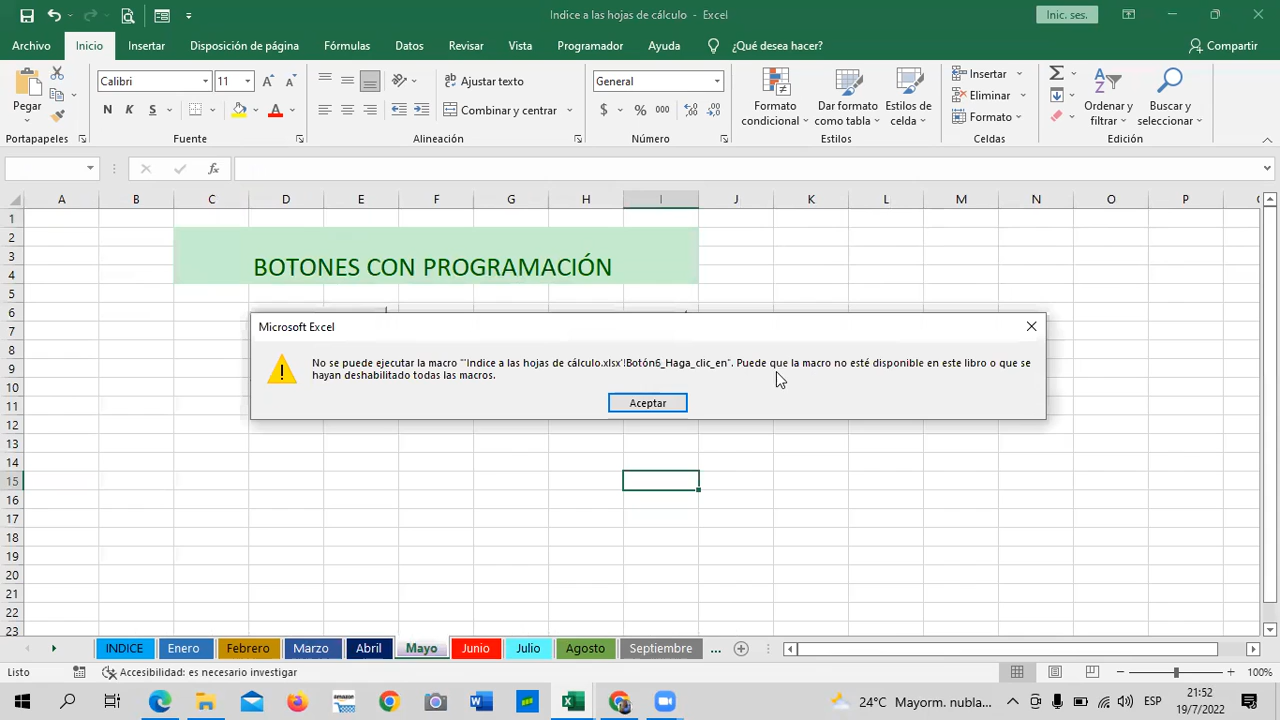 Indice a las hojas de cálculo - Excel
Inic. ses.
Archivo Inicio Insertar Disposición de página Fórmulas Datos Revisar Vista Programador Ayuda ¿Qué desea hacer? Compartir
Pegar
Calibri 11
N K S
Ajustar texto
Combinar y centrar
General
$ % 000
Formato condicional
Dar formato como tabla
Estilos de celda
Insertar
Eliminar
Formato
Ordenar y filtrar
Buscar y seleccionar
Portapapeles Fuente Alineación Número Estilos Celdas Edición
fx
A B C D E F G H I J K L M N O P
1
2
3
4
5
6
7
8
9
10
11
12
13
14
15
16
17
18
19
20
21
22
23
BOTONES CON PROGRAMACIÓN
Microsoft Excel
No se puede ejecutar la macro "'Indice a las hojas de cálculo.xlsx'!Botón6_Haga_clic_en". Puede que la macro no esté disponible en este libro o que se
hayan deshabilitado todas las macros.
Aceptar
INDICE Enero Febrero Marzo Abril Mayo Junio Julio Agosto Septiembre ...
Listo Accesibilidad: es necesario investigar 100%
amazon
24°C Mayorm. nubla... ESP
21:52
19/7/2022